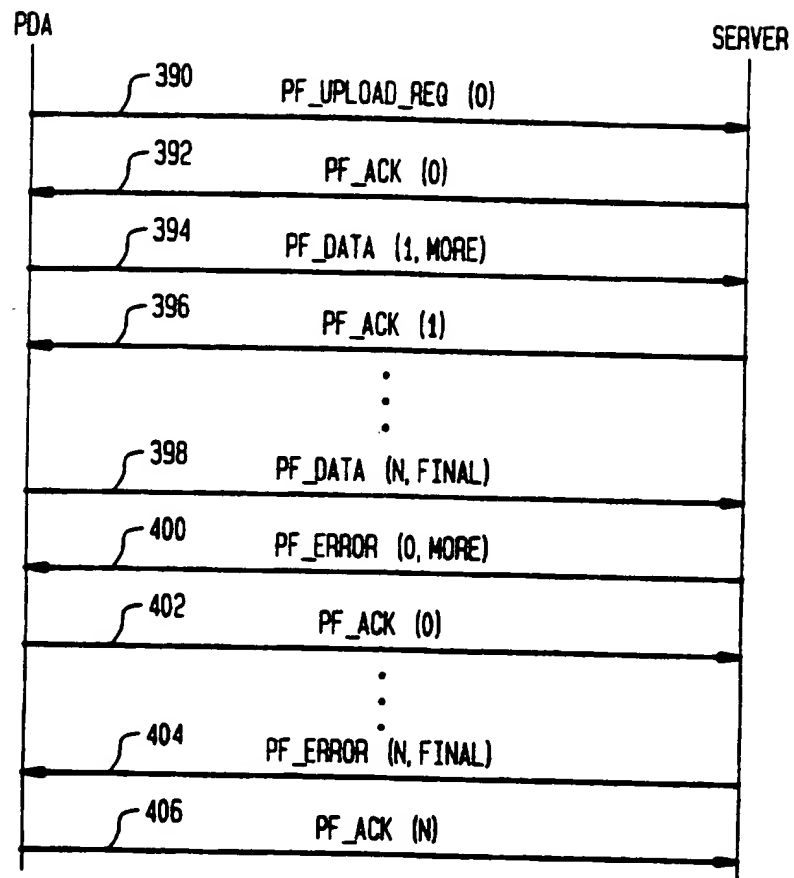 PDA
SERVER
390
PF_UPLOAD_REQ (0)
392
PF_ACK (0)
394
PF_DATA (1, MORE)
396
PF_ACK (1)
398
PF_DATA (N, FINAL)
400
PF_ERROR (0, MORE)
402
PF_ACK (0)
404
PF_ERROR (N, FINAL)
406
PF_ACK (N)